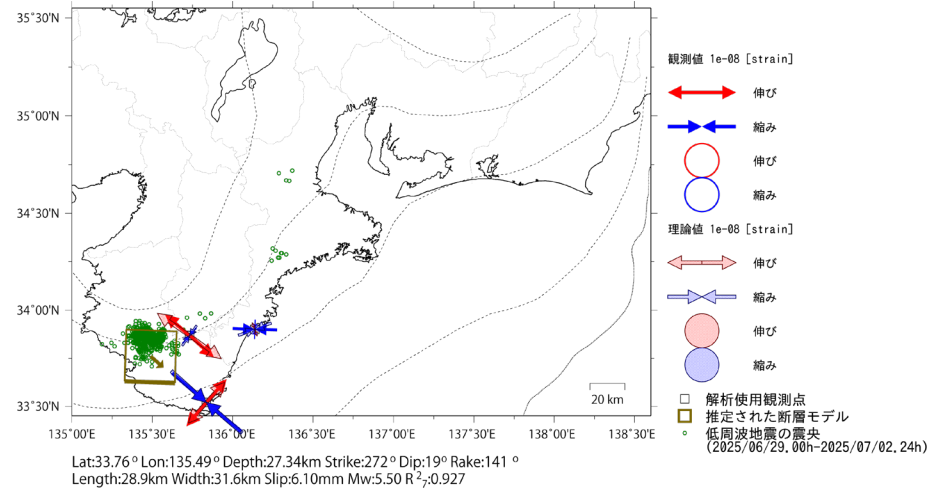 35°30'N
35°00'N
34°30'N
34°00'N
33°30'N
135°00'E
135°30'E
136°00'E
136°30'E
137°00'E
137°30'E
138°00'E
138°30'E
20 km
観測値 1e-08 [strain]
伸び
縮み
伸び
縮み
理論値 1e-08 [strain]
伸び
縮み
伸び
縮み
解析使用観測点
推定された断層モデル
低周波地震の震央
(2025/06/29.00h-2025/07/02.24h)
Lat:33.76° Lon:135.49° Depth:27.34km Strike:272° Dip:19° Rake:141 °
Length:28.9km Width:31.6km Slip:6.10mm Mw:5.50 R²₇:0.927